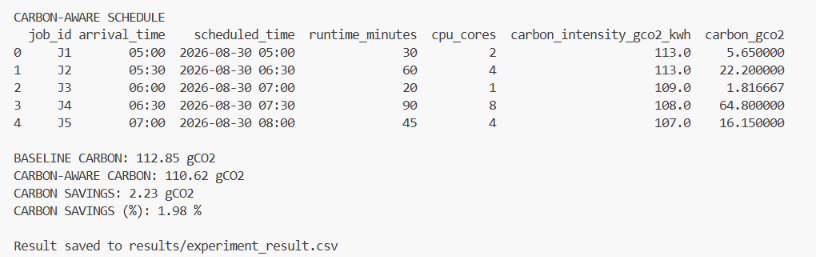 CARBON-AWARE SCHEDULE
job_id arrival_time scheduled_time runtime_minutes cpu_cores carbon_intensity_gco2_kwh carbon_gco2
0 J1 05:00 2026-08-30 05:00 30 2 113.0 5.650000
1 J2 05:30 2026-08-30 06:30 60 4 113.0 22.200000
2 J3 06:00 2026-08-30 07:00 20 1 109.0 1.816667
3 J4 06:30 2026-08-30 07:30 90 8 108.0 64.800000
4 J5 07:00 2026-08-30 08:00 45 4 107.0 16.150000
BASELINE CARBON: 112.85 gCO2
CARBON-AWARE CARBON: 110.62 gCO2
CARBON SAVINGS: 2.23 gCO2
CARBON SAVINGS (%): 1.98 %
Result saved to results/experiment_result.csv